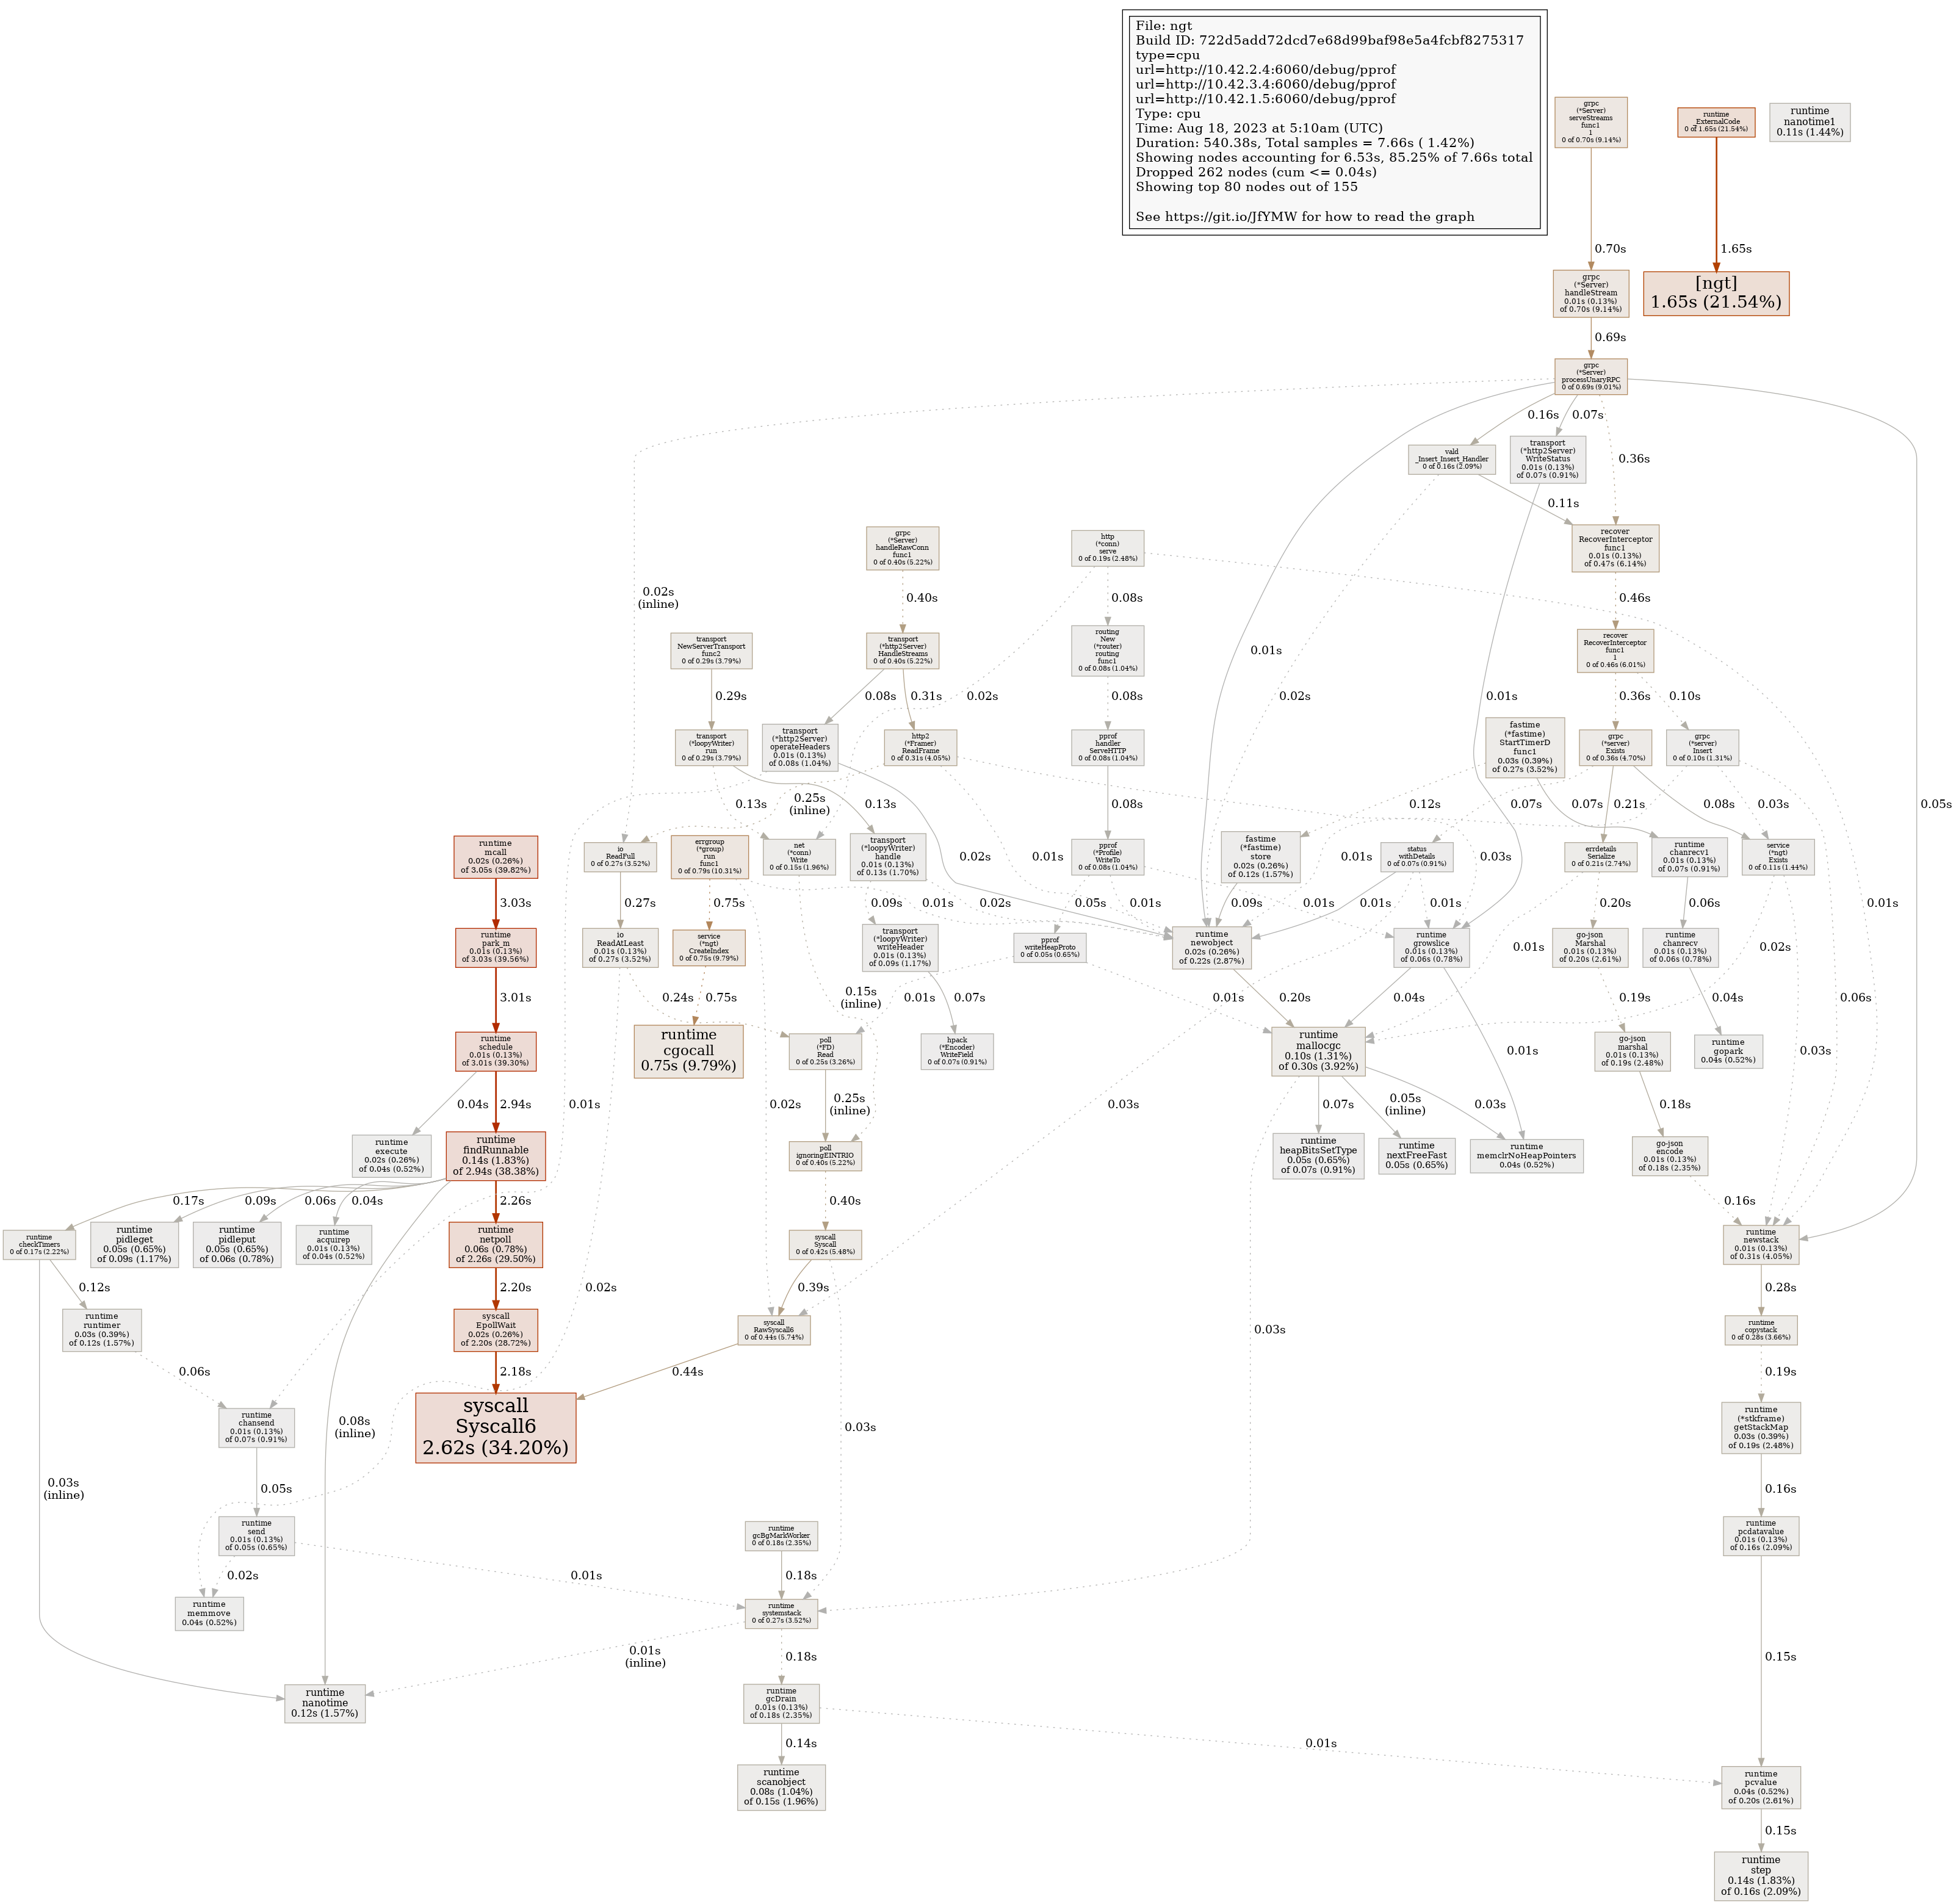 File: ngt
Build ID: 722d5add72dcd7e68d99baf98e5a4fcbf8275317
type=cpu
url=http://10.42.2.4:6060/debug/pprof
url=http://10.42.3.4:6060/debug/pprof
url=http://10.42.1.5:6060/debug/pprof
Type: cpu
Time: Aug 18, 2023 at 5:10am (UTC)
Duration: 540.38s, Total samples = 7.66s ( 1.42%)
Showing nodes accounting for 6.53s, 85.25% of 7.66s total
Dropped 262 nodes (cum <= 0.04s)
Showing top 80 nodes out of 155
See https://git.io/JfYMW for how to read the graph
grpc
(*Server)
serveStreams
func1
1
0 of 0.70s (9.14%)
runtime
_ExternalCode
0 of 1.65s (21.54%)
runtime
nanotime1
0.11s (1.44%)
0.70s
1.65s
grpc
(*Server)
handleStream
0.01s (0.13%)
of 0.70s (9.14%)
[ngt]
1.65s (21.54%)
0.69s
grpc
(*Server)
processUnaryRPC
0 of 0.69s (9.01%)
0.16s
0.07s
0.36s
vald
_Insert_Insert_Handler
0 of 0.16s (2.09%)
transport
(*http2Server)
WriteStatus
0.01s (0.13%)
of 0.07s (0.91%)
0.11s
recover
RecoverInterceptor
func1
0.01s (0.13%)
of 0.47s (6.14%)
grpc
(*Server)
handleRawConn
func1
0 of 0.40s (5.22%)
http
(*conn)
serve
0 of 0.19s (2.48%)
0.02s
(inline)
0.40s
0.08s
0.46s
transport
NewServerTransport
func2
0 of 0.29s (3.79%)
transport
(*http2Server)
HandleStreams
0 of 0.40s (5.22%)
routing
New
(*router)
routing
func1
0 of 0.08s (1.04%)
0.01s
recover
RecoverInterceptor
func1
1
0 of 0.46s (6.01%)
0.29s
0.08s
0.31s
0.02s
0.08s
0.02s
0.01s
0.36s
0.10s
transport
(*loopyWriter)
run
0 of 0.29s (3.79%)
transport
(*http2Server)
operateHeaders
0.01s (0.13%)
of 0.08s (1.04%)
http2
(*Framer)
ReadFrame
0 of 0.31s (4.05%)
pprof
handler
ServeHTTP
0 of 0.08s (1.04%)
fastime
(*fastime)
StartTimerD
func1
0.03s (0.39%)
of 0.27s (3.52%)
grpc
(*server)
Exists
0 of 0.36s (4.70%)
grpc
(*server)
Insert
0 of 0.10s (1.31%)
0.13s
0.25s
(inline)
0.13s
0.08s
0.12s
0.07s
0.07s
0.21s
0.08s
0.03s
0.05s
runtime
mcall
0.02s (0.26%)
of 3.05s (39.82%)
io
ReadFull
0 of 0.27s (3.52%)
errgroup
(*group)
run
func1
0 of 0.79s (10.31%)
net
(*conn)
Write
0 of 0.15s (1.96%)
transport
(*loopyWriter)
handle
0.01s (0.13%)
of 0.13s (1.70%)
0.02s
0.01s
pprof
(*Profile)
WriteTo
0 of 0.08s (1.04%)
fastime
(*fastime)
store
0.02s (0.26%)
of 0.12s (1.57%)
0.01s
status
withDetails
0 of 0.07s (0.91%)
0.03s
errdetails
Serialize
0 of 0.21s (2.74%)
runtime
chanrecv1
0.01s (0.13%)
of 0.07s (0.91%)
service
(*ngt)
Exists
0 of 0.11s (1.44%)
3.03s
0.27s
0.75s
0.09s
0.01s
0.02s
0.05s
0.01s
0.09s
0.01s
0.01s
0.01s
0.20s
0.06s
0.01s
runtime
park_m
0.01s (0.13%)
of 3.03s (39.56%)
io
ReadAtLeast
0.01s (0.13%)
of 0.27s (3.52%)
service
(*ngt)
CreateIndex
0 of 0.75s (9.79%)
transport
(*loopyWriter)
writeHeader
0.01s (0.13%)
of 0.09s (1.17%)
pprof
writeHeapProto
0 of 0.05s (0.65%)
runtime
newobject
0.02s (0.26%)
of 0.22s (2.87%)
runtime
growslice
0.01s (0.13%)
of 0.06s (0.78%)
0.01s
go-json
Marshal
0.01s (0.13%)
of 0.20s (2.61%)
runtime
chanrecv
0.01s (0.13%)
of 0.06s (0.78%)
0.02s
3.01s
0.24s
0.75s
0.15s
(inline)
0.01s
0.07s
0.20s
0.01s
0.04s
0.19s
0.04s
0.06s
runtime
schedule
0.01s (0.13%)
of 3.01s (39.30%)
runtime
cgocall
0.75s (9.79%)
poll
(*FD)
Read
0 of 0.25s (3.26%)
hpack
(*Encoder)
WriteField
0 of 0.07s (0.91%)
runtime
mallocgc
0.10s (1.31%)
of 0.30s (3.92%)
0.01s
go-json
marshal
0.01s (0.13%)
of 0.19s (2.48%)
runtime
gopark
0.04s (0.52%)
0.03s
0.04s
2.94s
0.01s
0.02s
0.25s
(inline)
0.03s
0.07s
0.05s
(inline)
0.03s
0.18s
runtime
execute
0.02s (0.26%)
of 0.04s (0.52%)
runtime
findRunnable
0.14s (1.83%)
of 2.94s (38.38%)
poll
ignoringEINTRIO
0 of 0.40s (5.22%)
runtime
heapBitsSetType
0.05s (0.65%)
of 0.07s (0.91%)
runtime
nextFreeFast
0.05s (0.65%)
runtime
memclrNoHeapPointers
0.04s (0.52%)
go-json
encode
0.01s (0.13%)
of 0.18s (2.35%)
0.17s
0.09s
0.06s
0.04s
2.26s
0.40s
0.16s
runtime
checkTimers
0 of 0.17s (2.22%)
runtime
pidleget
0.05s (0.65%)
of 0.09s (1.17%)
runtime
pidleput
0.05s (0.65%)
of 0.06s (0.78%)
runtime
acquirep
0.01s (0.13%)
of 0.04s (0.52%)
runtime
netpoll
0.06s (0.78%)
of 2.26s (29.50%)
syscall
Syscall
0 of 0.42s (5.48%)
runtime
newstack
0.01s (0.13%)
of 0.31s (4.05%)
0.12s
2.20s
0.02s
0.39s
0.28s
runtime
runtimer
0.03s (0.39%)
of 0.12s (1.57%)
syscall
EpollWait
0.02s (0.26%)
of 2.20s (28.72%)
syscall
RawSyscall6
0 of 0.44s (5.74%)
0.03s
runtime
copystack
0 of 0.28s (3.66%)
0.06s
2.18s
0.44s
0.19s
runtime
chansend
0.01s (0.13%)
of 0.07s (0.91%)
0.08s
(inline)
syscall
Syscall6
2.62s (34.20%)
0.03s
runtime
(*stkframe)
getStackMap
0.03s (0.39%)
of 0.19s (2.48%)
0.03s
(inline)
0.05s
0.16s
runtime
send
0.01s (0.13%)
of 0.05s (0.65%)
runtime
gcBgMarkWorker
0 of 0.18s (2.35%)
runtime
pcdatavalue
0.01s (0.13%)
of 0.16s (2.09%)
0.02s
0.01s
0.18s
runtime
memmove
0.04s (0.52%)
runtime
systemstack
0 of 0.27s (3.52%)
0.01s
(inline)
0.18s
0.15s
runtime
nanotime
0.12s (1.57%)
runtime
gcDrain
0.01s (0.13%)
of 0.18s (2.35%)
0.14s
0.01s
runtime
scanobject
0.08s (1.04%)
of 0.15s (1.96%)
runtime
pcvalue
0.04s (0.52%)
of 0.20s (2.61%)
0.15s
runtime
step
0.14s (1.83%)
of 0.16s (2.09%)